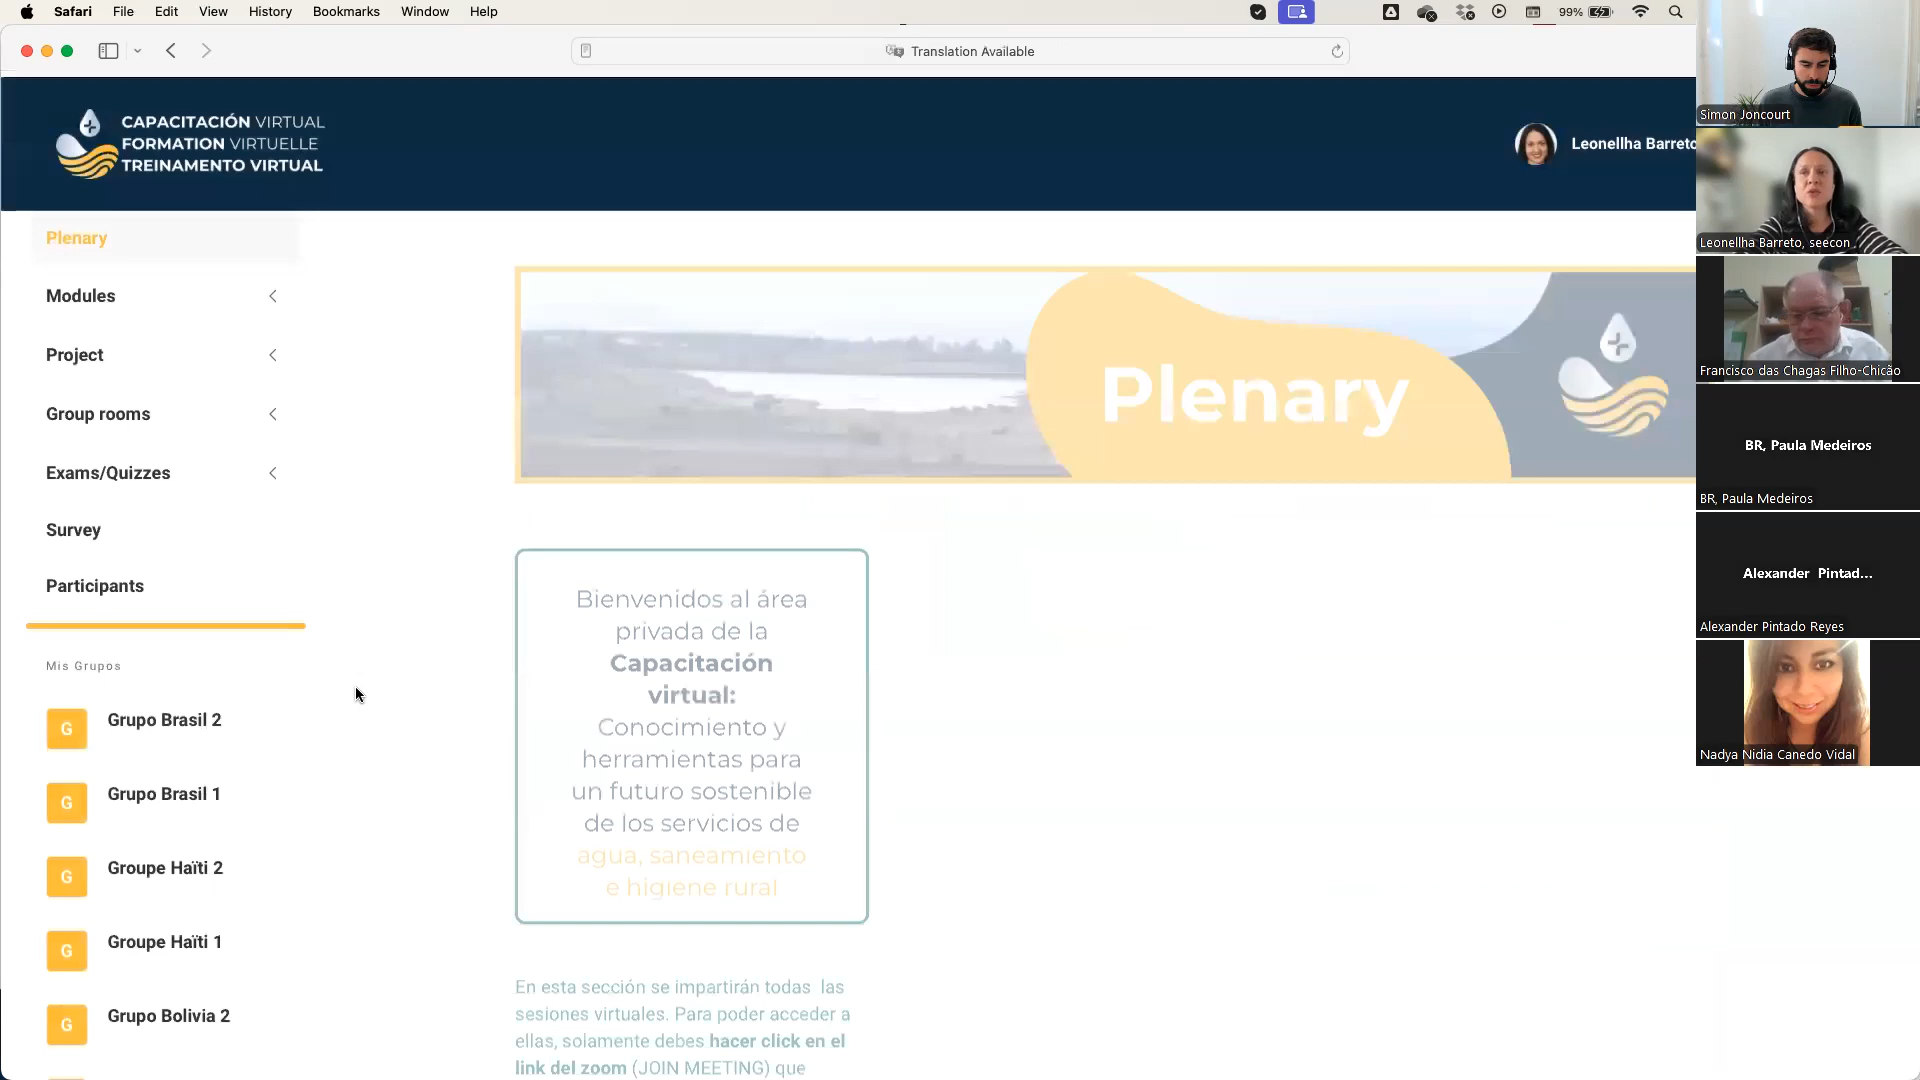 Safari File Edit View History Bookmarks Window Help
99%
Translation Available
CAPACITACIÓN VIRTUAL
FORMATION VIRTUELLE
TREINAMENTO VIRTUAL
Leonellha Barreto
Plenary
Modules
Project
Group rooms
Exams/Quizzes
Survey
Participants
Mis Grupos
G Grupo Brasil 2
G Grupo Brasil 1
G Groupe Haïti 2
G Groupe Haïti 1
G Grupo Bolivia 2
Plenary
Bienvenidos al área
privada de la
Capacitación
virtual:
Conocimiento y
herramientas para
un futuro sostenible
de los servicios de
agua, saneamiento
e higiene rural
En esta sección se impartirán todas las
sesiones virtuales. Para poder acceder a
ellas, solamente debes hacer click en el
link del zoom (JOIN MEETING) que
Simon Joncourt
Leonellha Barreto, seecon
Francisco das Chagas Filho-Chicão
BR, Paula Medeiros
BR, Paula Medeiros
Alexander Pintad...
Alexander Pintado Reyes
Nadya Nidia Canedo Vidal